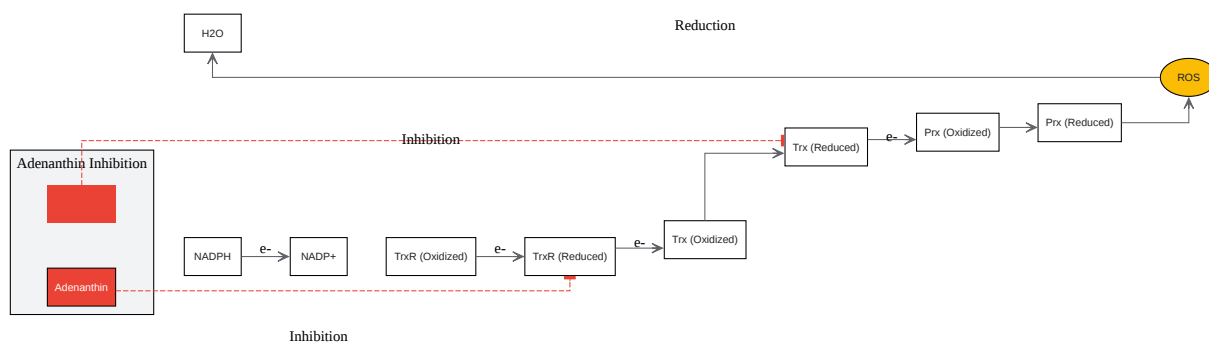 Reduction
H2O
ROS
Prx (Reduced)
Prx (Oxidized)
e-
Trx (Reduced)
Inhibition
Adenanthin Inhibition
Trx (Oxidized)
e-
TrxR (Reduced)
e-
TrxR (Oxidized)
NADP+
e-
NADPH
Adenanthin
Inhibition